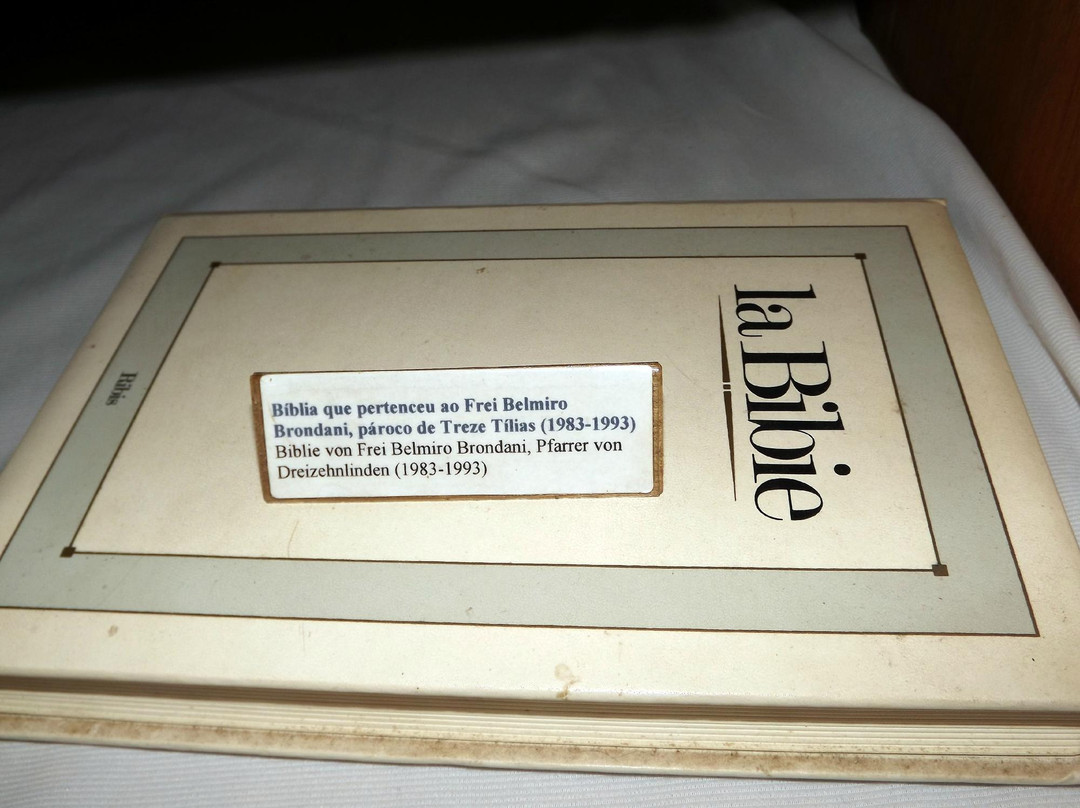 la Bibie
Bíblia que pertenceu ao Frei Belmiro
Brondani, pároco de Treze Tílias (1983-1993)
Biblie von Frei Belmiro Brondani, Pfarrer von
Dreizehnlinden (1983-1993)